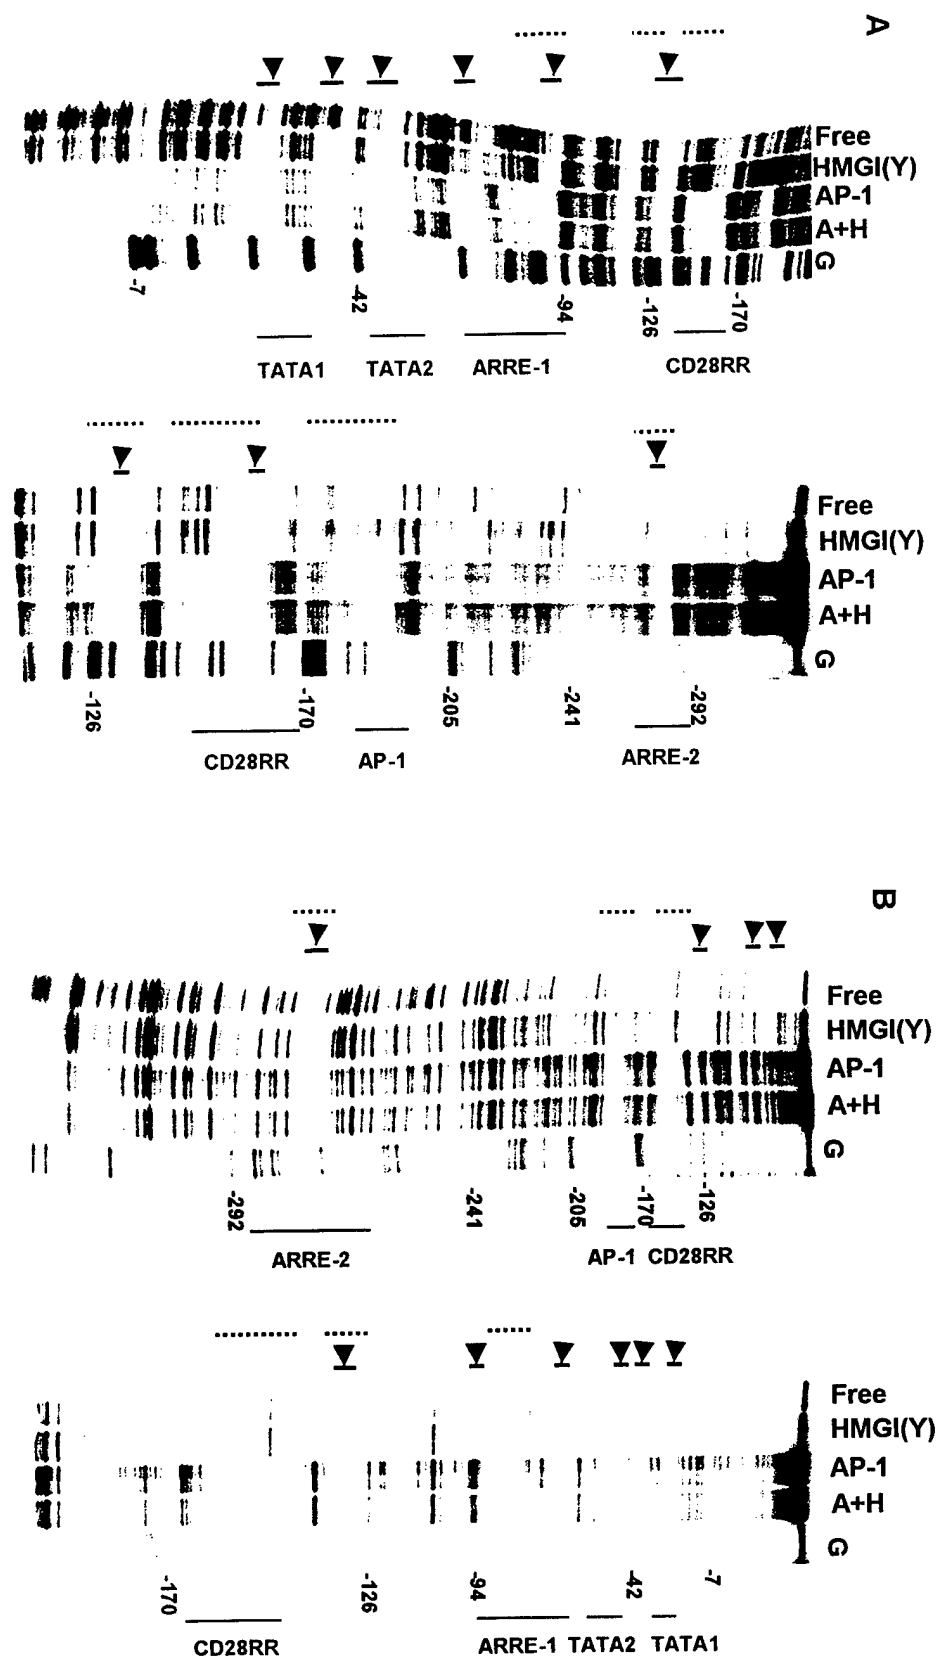 A
Free
HMGI(Y)
AP-1
A+H
G
-7
-42
-94
-126
-170
TATA1
TATA2
ARRE-1
CD28RR
Free
HMGI(Y)
AP-1
A+H
G
-126
-170
-205
-241
-292
CD28RR
AP-1
ARRE-2
B
Free
HMGI(Y)
AP-1
A+H
G
-292
-241
-205
-170
-126
ARRE-2
AP-1
CD28RR
Free
HMGI(Y)
AP-1
A+H
G
-170
-126
-94
-42
-7
CD28RR
ARRE-1
TATA2
TATA1